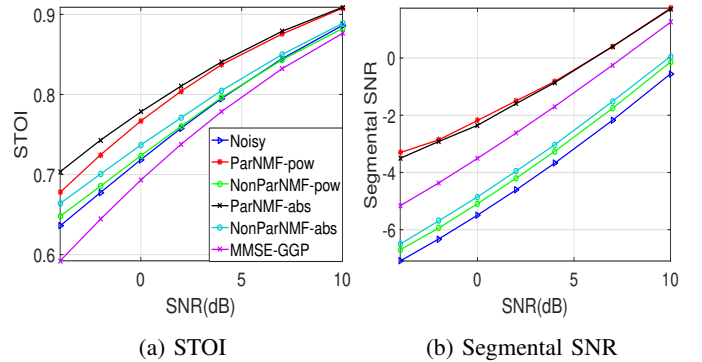 STOI
0.9
0.8
0.7
0.6
0
5
10
SNR(dB)
Noisy
ParNMF-pow
NonParNMF-pow
ParNMF-abs
NonParNMF-abs
MMSE-GGP
(a) STOI
Segmental SNR
0
-2
-4
-6
0
5
10
SNR(dB)
(b) Segmental SNR